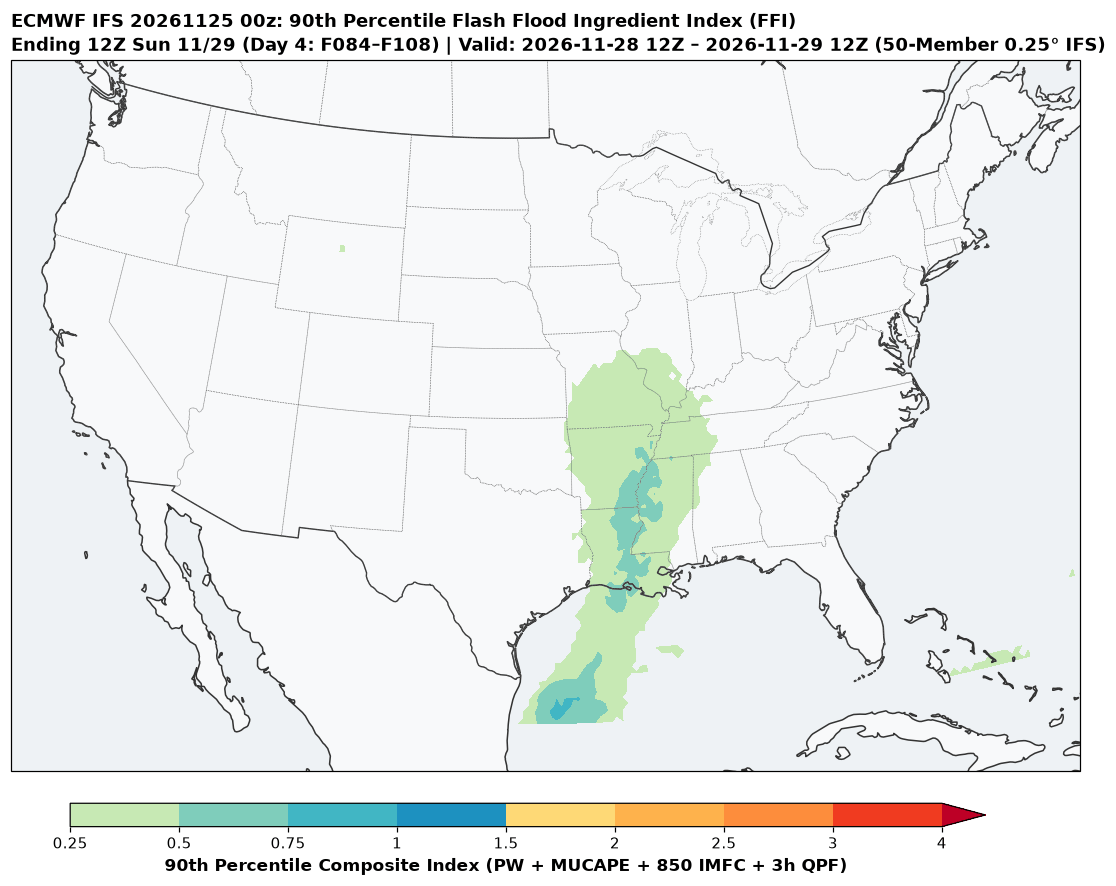 ECMWF IFS 20261125 00z: 90th Percentile Flash Flood Ingredient Index (FFI)
Ending 12Z Sun 11/29 (Day 4: F084–F108) | Valid: 2026-11-28 12Z – 2026-11-29 12Z (50-Member 0.25° IFS)
0.25 0.5 0.75 1 1.5 2 2.5 3 4
90th Percentile Composite Index (PW + MUCAPE + 850 IMFC + 3h QPF)